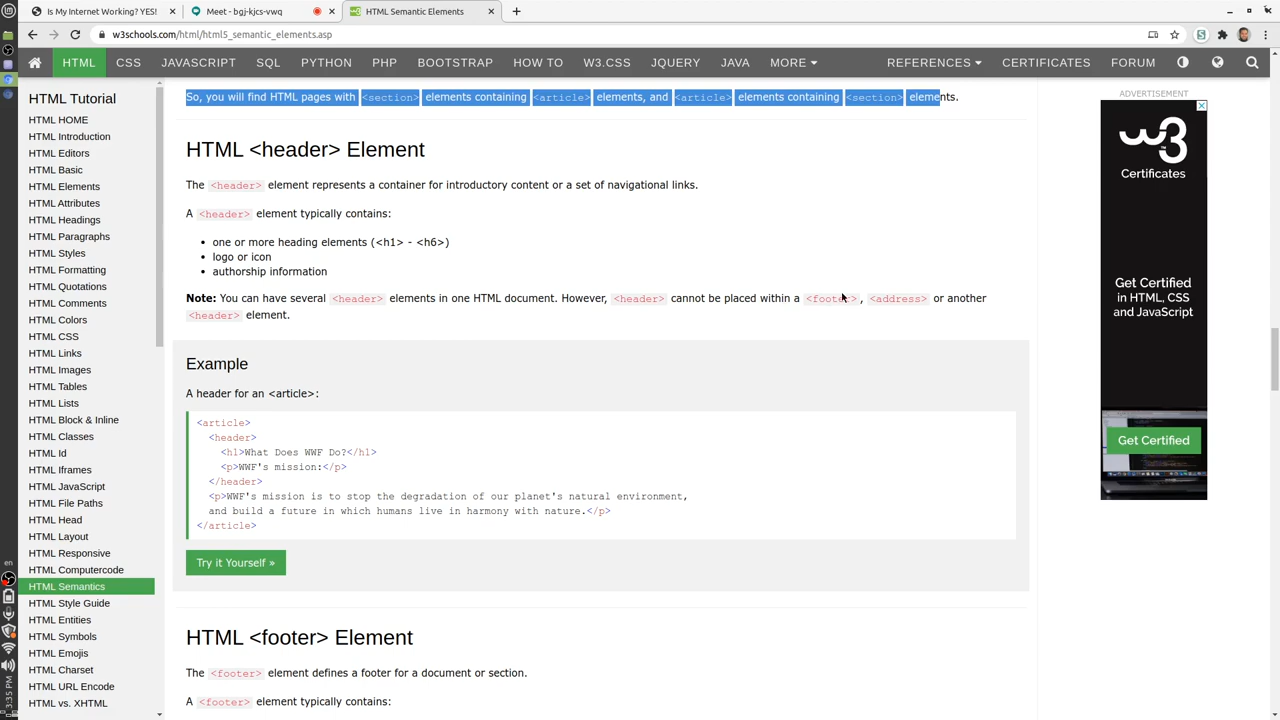 Is My Internet Working? YES!
Meet - bgj-kjcs-vwq
HTML Semantic Elements
w3schools.com/html/html5_semantic_elements.asp
HTML CSS JAVASCRIPT SQL PYTHON PHP BOOTSTRAP HOW TO W3.CSS JQUERY JAVA MORE REFERENCES CERTIFICATES FORUM
HTML Tutorial
HTML HOME
HTML Introduction
HTML Editors
HTML Basic
HTML Elements
HTML Attributes
HTML Headings
HTML Paragraphs
HTML Styles
HTML Formatting
HTML Quotations
HTML Comments
HTML Colors
HTML CSS
HTML Links
HTML Images
HTML Tables
HTML Lists
HTML Block & Inline
HTML Classes
HTML Id
HTML Iframes
HTML JavaScript
HTML File Paths
HTML Head
HTML Layout
HTML Responsive
HTML Computercode
HTML Semantics
HTML Style Guide
HTML Entities
HTML Symbols
HTML Emojis
HTML Charset
HTML URL Encode
HTML vs. XHTML
So, you will find HTML pages with <section> elements containing <article> elements, and <article> elements containing <section> elements.
HTML <header> Element
The <header> element represents a container for introductory content or a set of navigational links.
A <header> element typically contains:
• one or more heading elements (<h1> - <h6>)
• logo or icon
• authorship information
Note: You can have several <header> elements in one HTML document. However, <header> cannot be placed within a <footer>, <address> or another
<header> element.
Example
A header for an <article>:
<article>
<header>
<h1>What Does WWF Do?</h1>
<p>WWF's mission:</p>
</header>
<p>WWF's mission is to stop the degradation of our planet's natural environment,
and build a future in which humans live in harmony with nature.</p>
</article>
Try it Yourself »
HTML <footer> Element
The <footer> element defines a footer for a document or section.
A <footer> element typically contains:
ADVERTISEMENT
w3
Certificates
Get Certified
in HTML, CSS
and JavaScript
Get Certified
en
3:35 PM